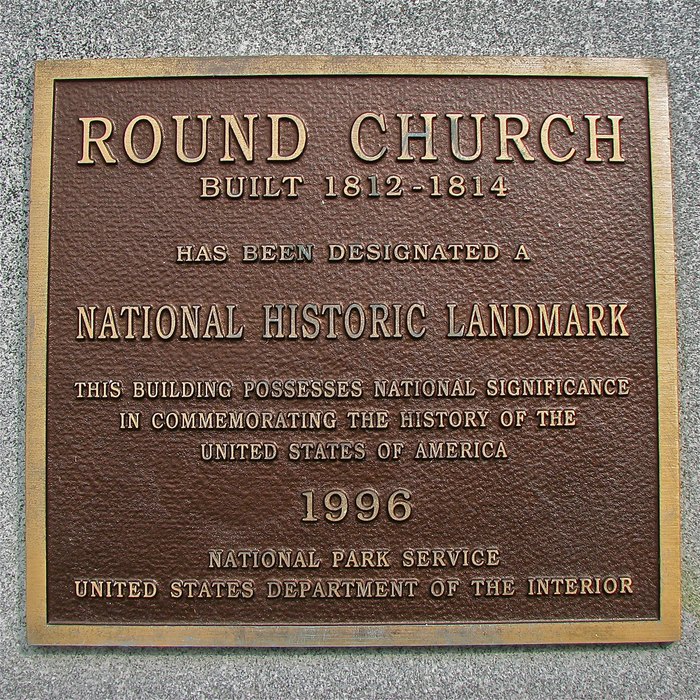 ROUND CHURCH
BUILT 1812-1814
HAS BEEN DESIGNATED A
NATIONAL HISTORIC LANDMARK
THIS BUILDING POSSESSES NATIONAL SIGNIFICANCE
IN COMMEMORATING THE HISTORY OF THE
UNITED STATES OF AMERICA
1996
NATIONAL PARK SERVICE
UNITED STATES DEPARTMENT OF THE INTERIOR